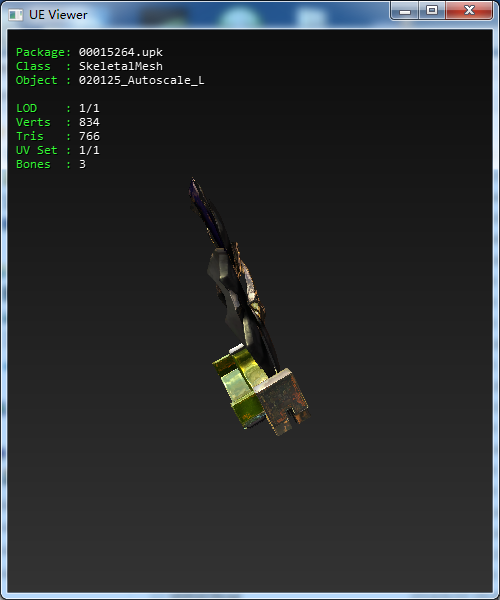 UE Viewer
Package: 00015264.upk
Class  : SkeletalMesh
Object : 020125_Autoscale_L
LOD    : 1/1
Verts  : 834
Tris   : 766
UV Set : 1/1
Bones  : 3